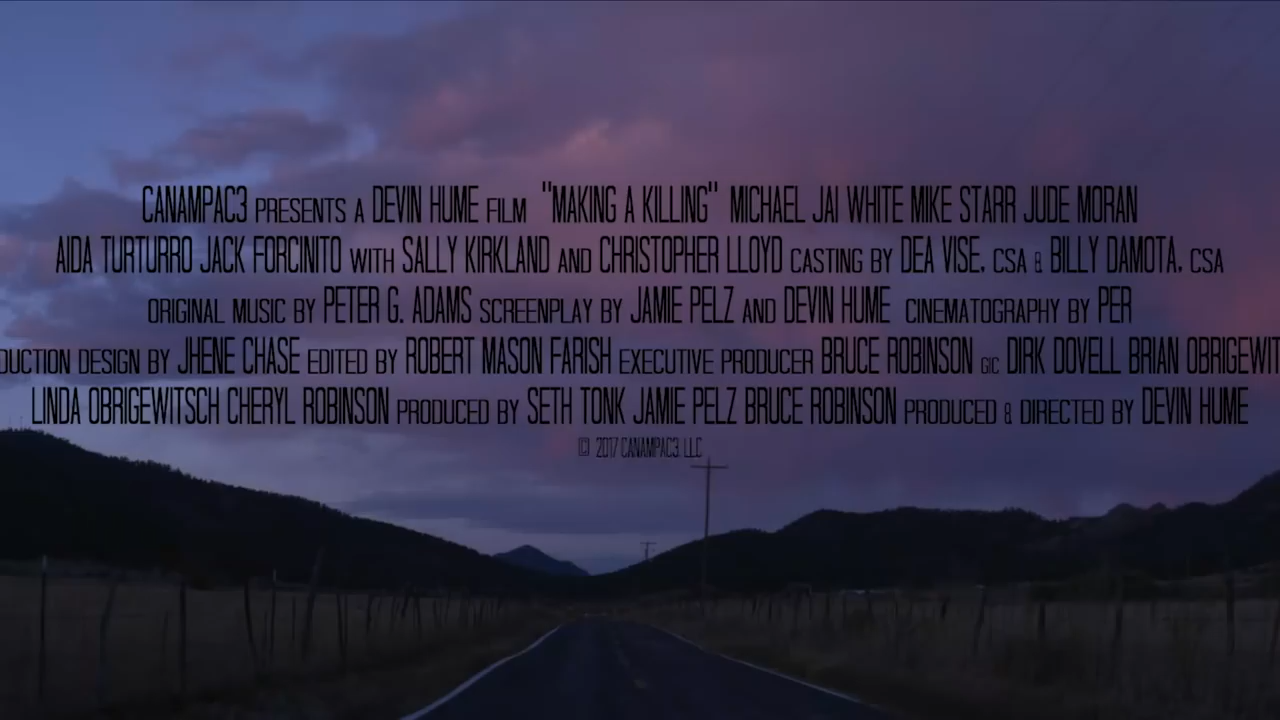 CANAMPAC3 PRESENTS A DEVIN HUME FILM "MAKING A KILLING" MICHAEL JAI WHITE MIKE STARR JUDE MORAN
AIDA TURTURRO JACK FORCINITO WITH SALLY KIRKLAND AND CHRISTOPHER LLOYD CASTING BY DEA VISE, CSA & BILLY DAMOTA, CSA
ORIGINAL MUSIC BY PETER G. ADAMS SCREENPLAY BY JAMIE PELZ AND DEVIN HUME CINEMATOGRAPHY BY PER
DUCTION DESIGN BY JHENE CHASE EDITED BY ROBERT MASON FARISH EXECUTIVE PRODUCER BRUCE ROBINSON GIC DIRK DOVELL BRIAN OBRIGEWIT
LINDA OBRIGEWITSCH CHERYL ROBINSON PRODUCED BY SETH TONK JAMIE PELZ BRUCE ROBINSON PRODUCED & DIRECTED BY DEVIN HUME
© 2017 CANAMPAC3, LLC